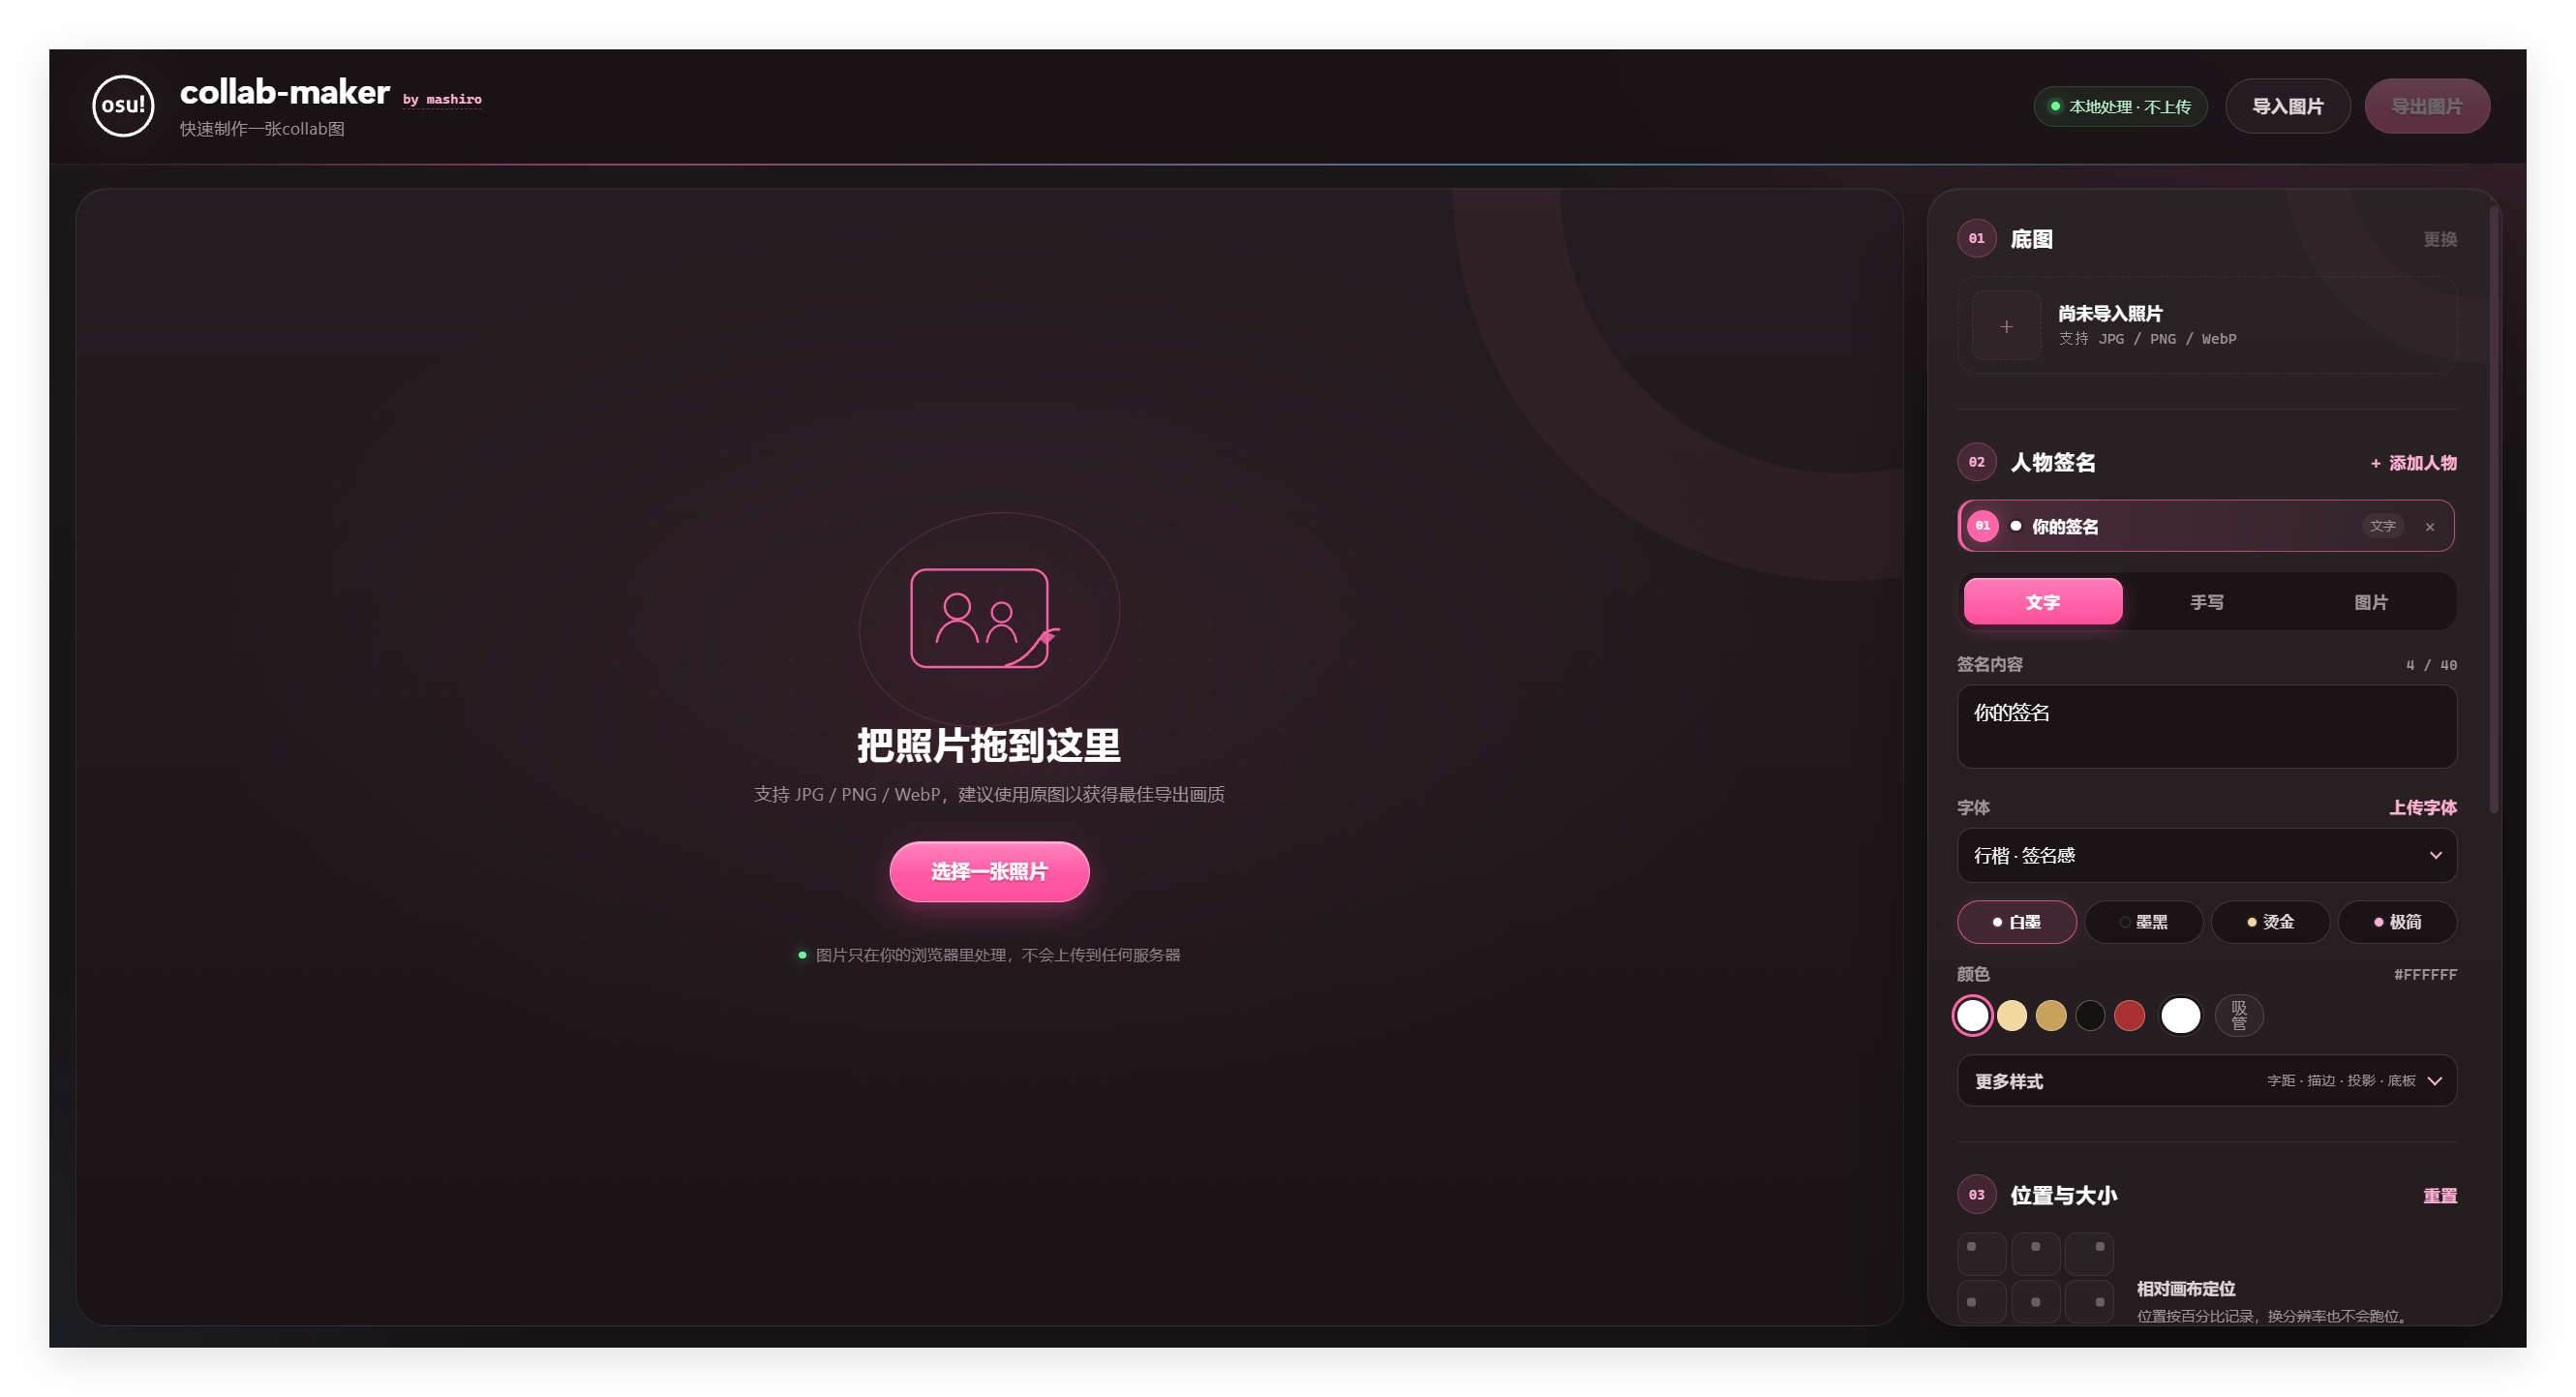 osu!
collab-maker by mashiro
快速制作一张collab图
本地处理 · 不上传
导入图片
导出图片
把照片拖到这里
支持 JPG / PNG / WebP，建议使用原图以获得最佳导出画质
选择一张照片
图片只在你的浏览器里处理，不会上传到任何服务器
01 底图 更换
+
尚未导入照片
支持 JPG / PNG / WebP
02 人物签名 + 添加人物
01 你的签名 文字 ×
文字 手写 图片
签名内容 4 / 40
你的签名
字体 上传字体
行楷 · 签名感
白墨 墨黑 烫金 极简
颜色 #FFFFFF
吸
管
更多样式 字距 · 描边 · 投影 · 底板
03 位置与大小 重置
相对画布定位
位置按百分比记录，换分辨率也不会跑位。